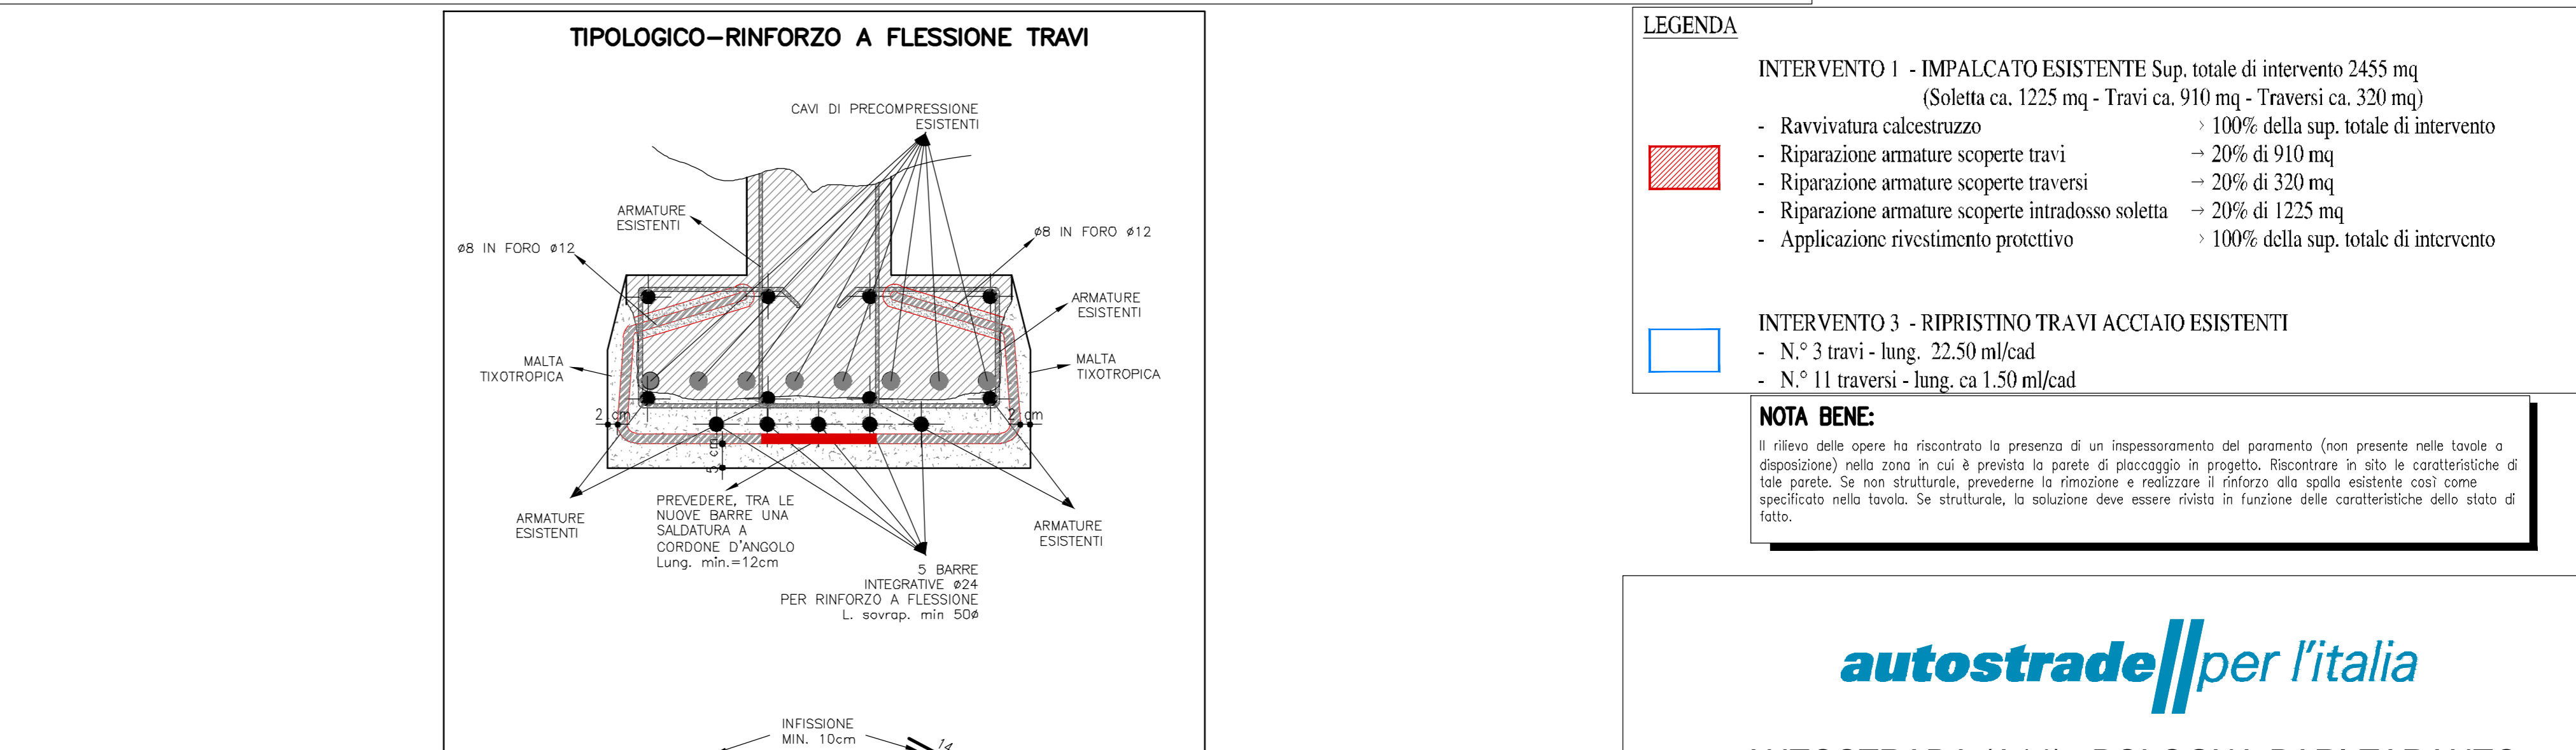 TIPOLOGICO-RINFORZO A FLESSIONE TRAVI
CAVI DI PRECOMPRESSIONE
ESISTENTI
ARMATURE
ESISTENTI
ø8 IN FORO ø12
ø8 IN FORO ø12
ARMATURE
ESISTENTI
MALTA
TIXOTROPICA
MALTA
TIXOTROPICA
2 cm
2 cm
5 cm
PREVEDERE, TRA LE
NUOVE BARRE UNA
SALDATURA A
CORDONE D'ANGOLO
Lung. min.=12cm
ARMATURE
ESISTENTI
ARMATURE
ESISTENTI
5 BARRE
INTEGRATIVE ø24
PER RINFORZO A FLESSIONE
L. sovrap. min 50ø
INFISSIONE
MIN. 10cm
14
LEGENDA
INTERVENTO 1 - IMPALCATO ESISTENTE Sup. totale di intervento 2455 mq
(Soletta ca. 1225 mq - Travi ca. 910 mq - Traversi ca. 320 mq)
- Ravvivatura calcestruzzo > 100% della sup. totale di intervento
- Riparazione armature scoperte travi → 20% di 910 mq
- Riparazione armature scoperte traversi → 20% di 320 mq
- Riparazione armature scoperte intradosso soletta → 20% di 1225 mq
- Applicazione rivestimento protettivo > 100% della sup. totale di intervento
INTERVENTO 3 - RIPRISTINO TRAVI ACCIAIO ESISTENTI
- N.° 3 travi - lung. 22.50 ml/cad
- N.° 11 traversi - lung. ca 1.50 ml/cad
NOTA BENE:
Il rilievo delle opere ha riscontrato la presenza di un inspessoramento del paramento (non presente nelle tavole a
disposizione) nella zona in cui è prevista la parete di placcaggio in progetto. Riscontrare in sito le caratteristiche di
tale parete. Se non strutturale, prevederne la rimozione e realizzare il rinforzo alla spalla esistente così come
specificato nella tavola. Se strutturale, la soluzione deve essere rivista in funzione delle caratteristiche dello stato di
fatto.
autostrade per l'italia